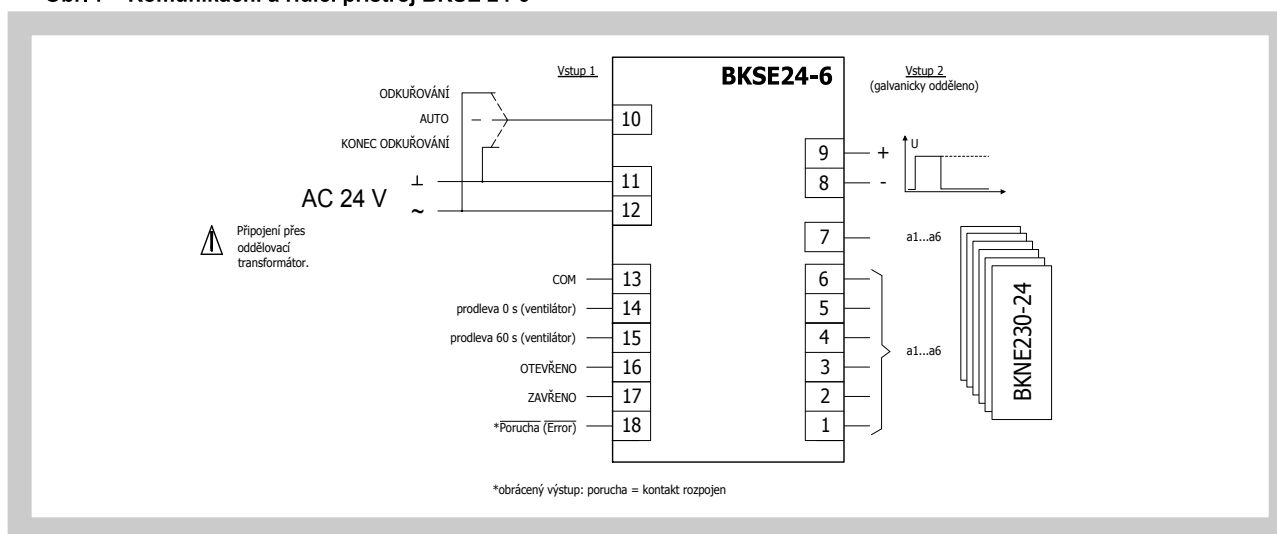 Obr. Komunikační a řídicí přístroj BKSE 24-6
Vstup 1
BKSE24-6
Vstup 2
(galvanicky odděleno)
ODKUŘOVÁNÍ
AUTO
KONEC ODKUŘOVÁNÍ
10
11
12
AC 24 V
⊥
~
Připojení přes
oddělovací
transformátor.
9
8
7
+
-
U
a1...a6
COM
13
prodleva 0 s (ventilátor)
14
prodleva 60 s (ventilátor)
15
OTEVŘENO
16
ZAVŘENO
17
*Porucha (Error)
18
6
5
4
3
2
1
a1...a6
BKNE230-24
*obrácený výstup: porucha = kontakt rozpojen